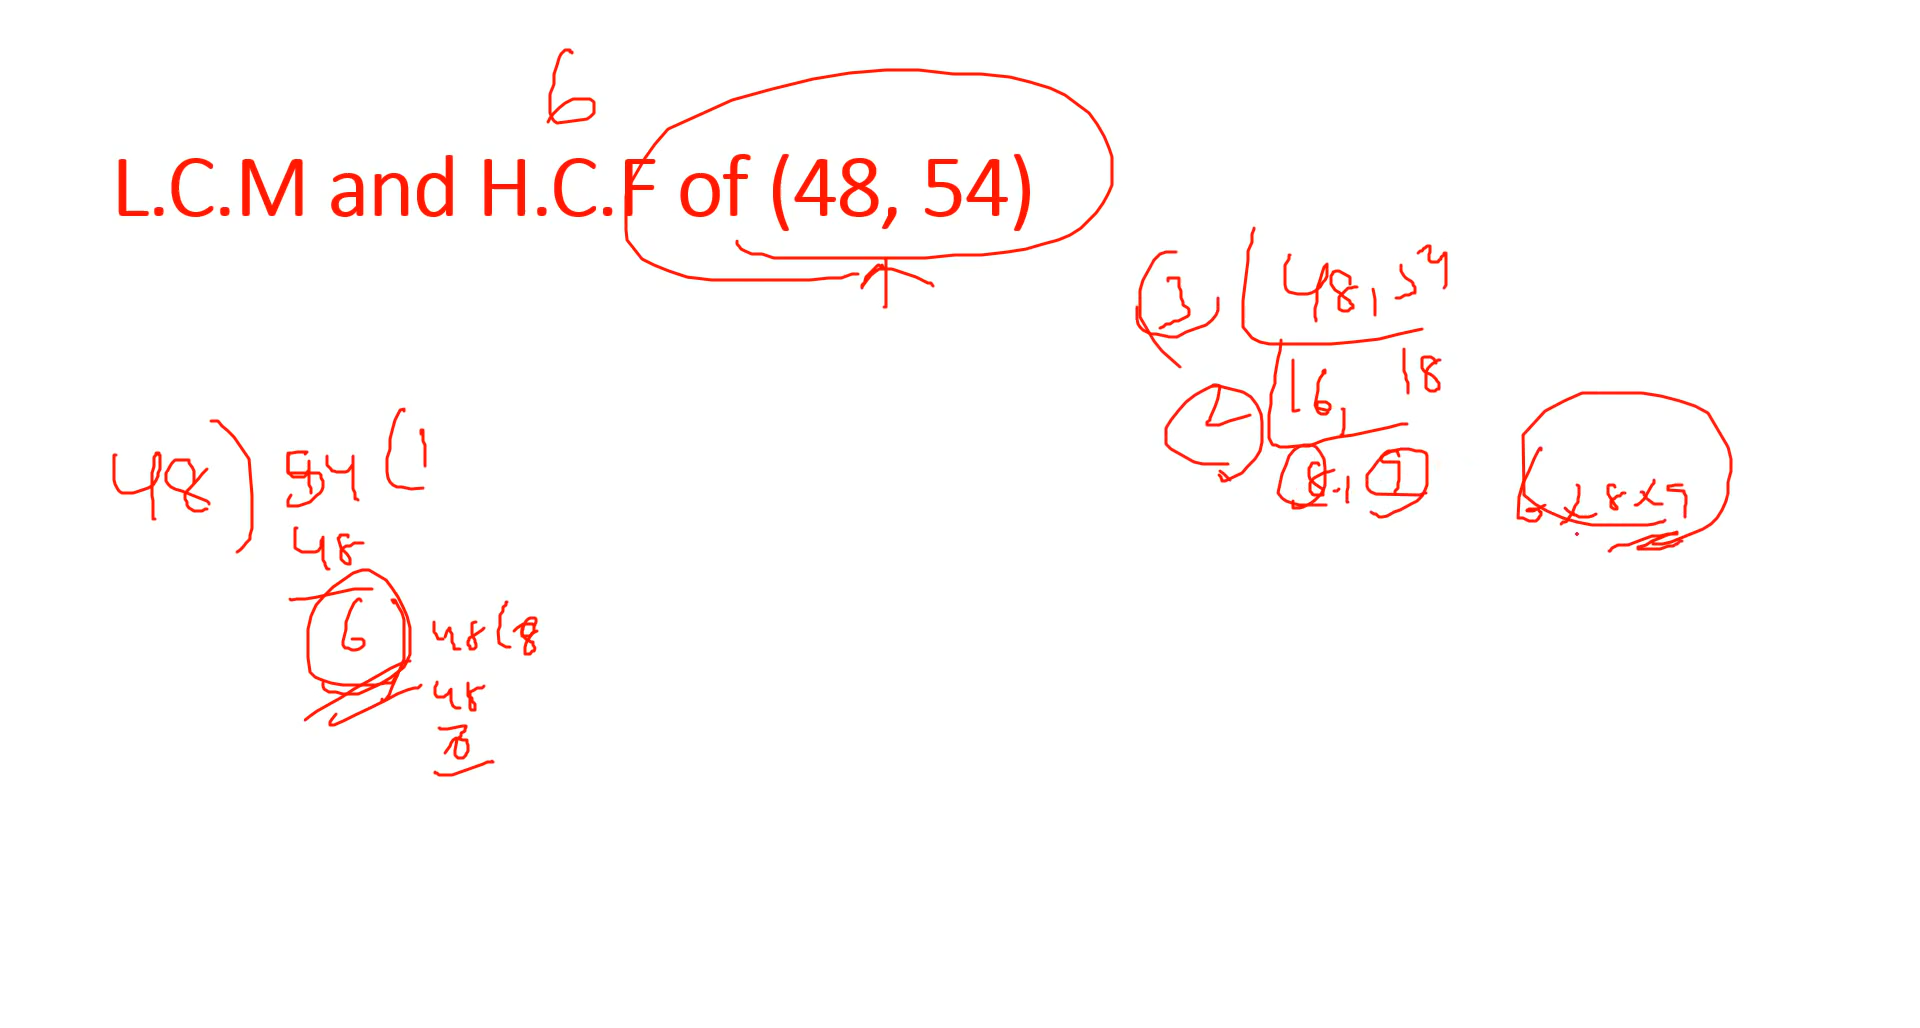 6
L.C.M and H.C.F of (48, 54)
3 48, 54
16, 18
2
8, 9
48) 54 (1
48
6 48 (8
48
6 x 8 x 9